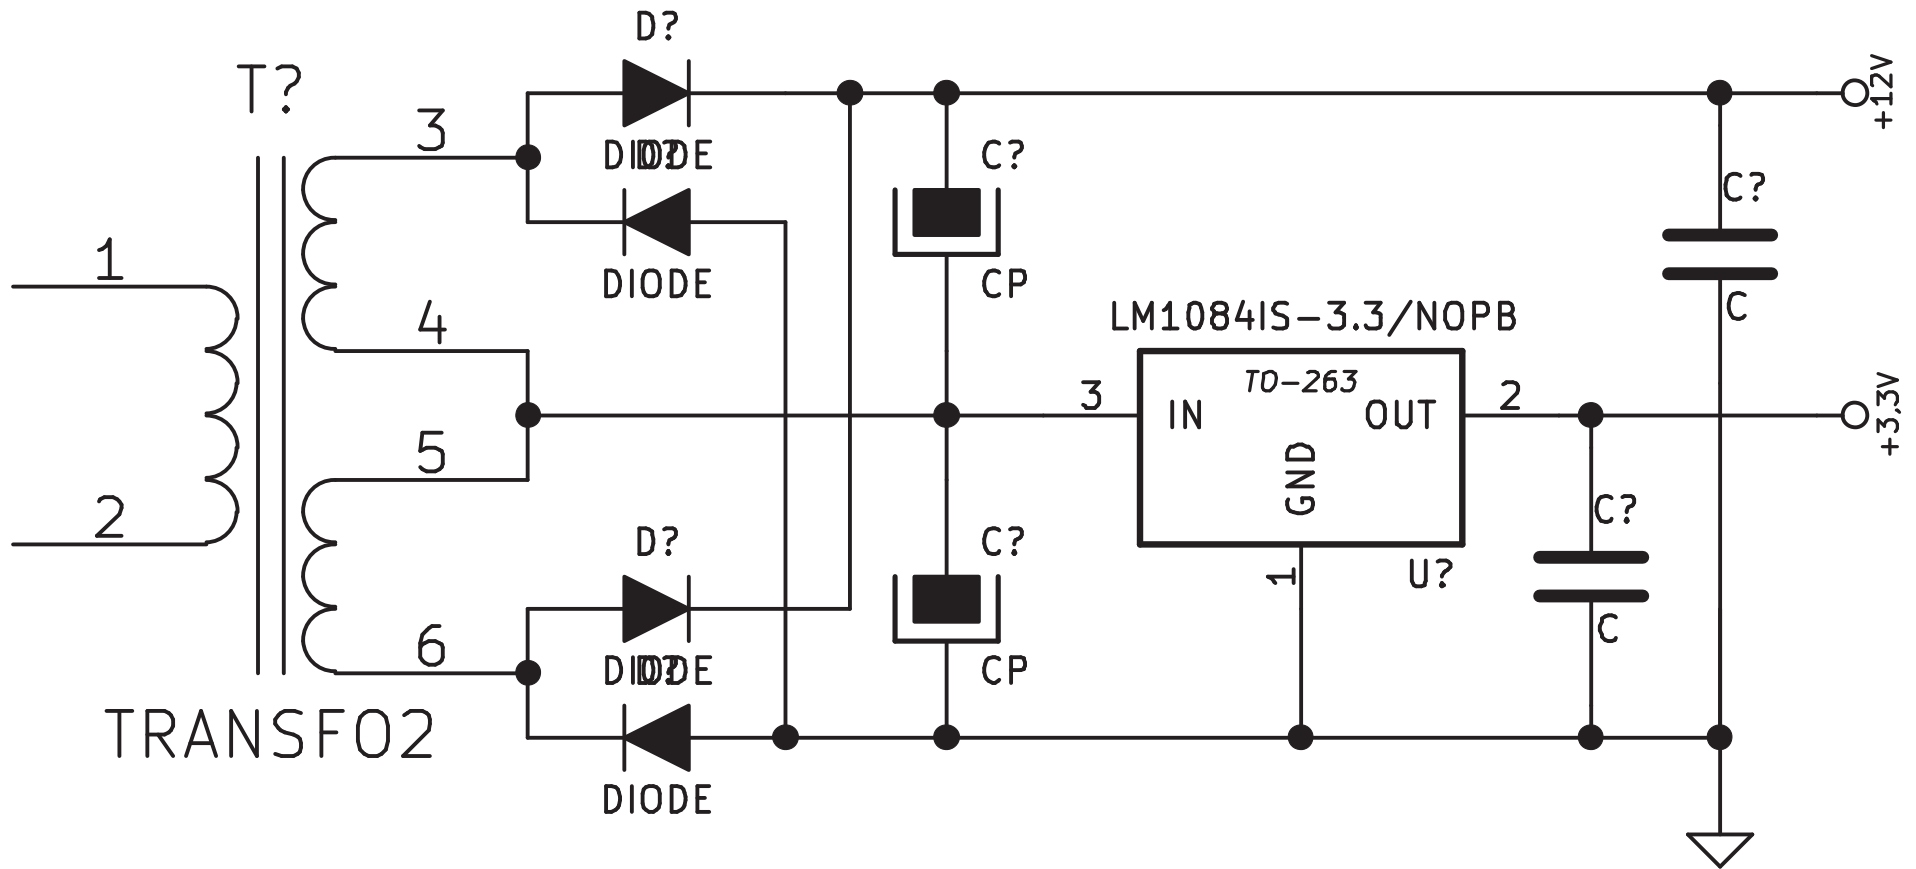 D?
T?
+12V
3
DIODE
D?
C?
C?
1
DIODE
CP
4
LM1084IS-3.3/NOPB
C
TO-263
3
IN
OUT
2
+3,3V
5
GND
2
D?
C?
C?
1
U?
6
DIODE
D?
CP
C
TRANSFO2
DIODE